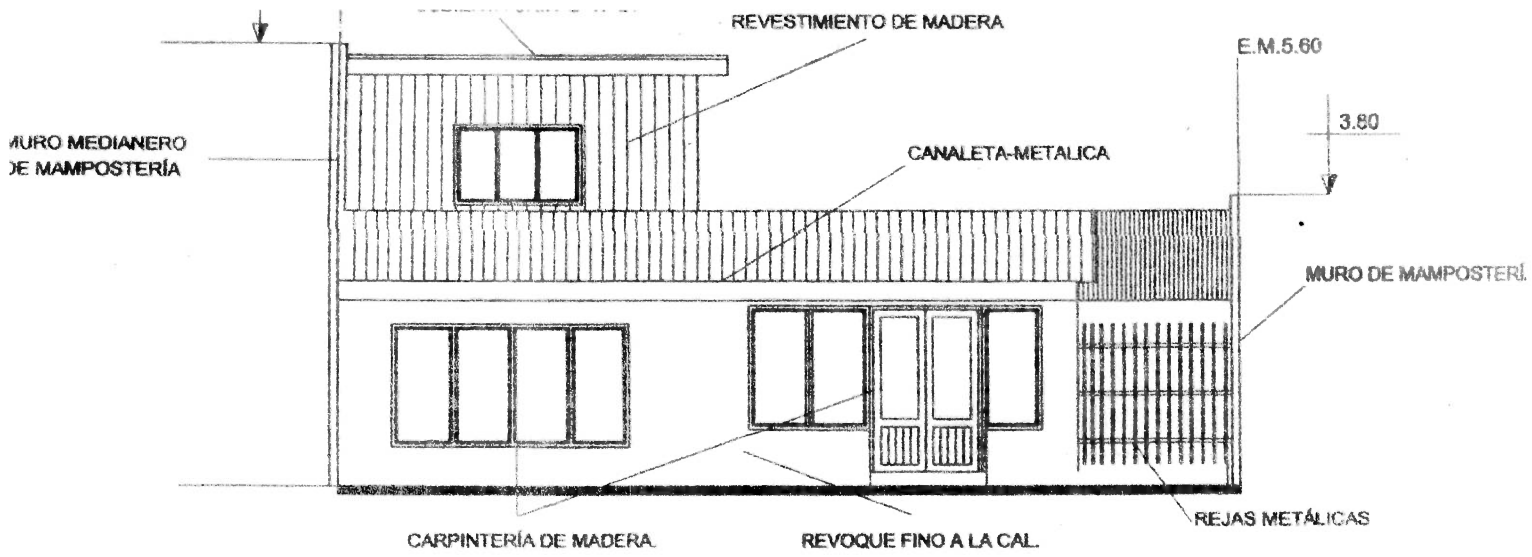 REVESTIMIENTO DE MADERA
E.M.5.60
3.80
MURO MEDIANERO
DE MAMPOSTERÍA
CANALETA-METALICA
MURO DE MAMPOSTERÍ
REJAS METÁLICAS
CARPINTERÍA DE MADERA.
REVOQUE FINO A LA CAL.